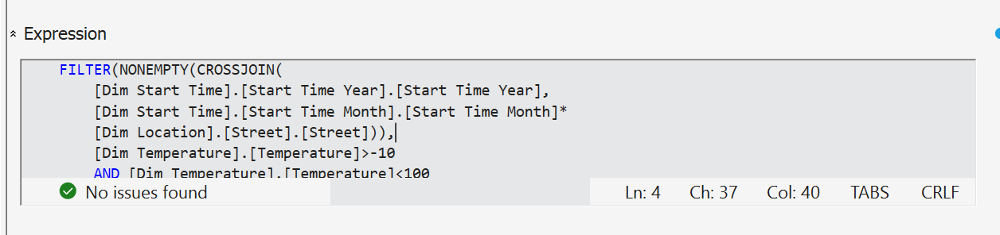 Expression
FILTER(NONEMPTY(CROSSJOIN(
[Dim Start Time].[Start Time Year].[Start Time Year],
[Dim Start Time].[Start Time Month].[Start Time Month]*
[Dim Location].[Street].[Street])),
[Dim Temperature].[Temperature]>-10
AND [Dim Temperature].[Temperature]<100
No issues found
Ln: 4 Ch: 37 Col: 40 TABS CRLF